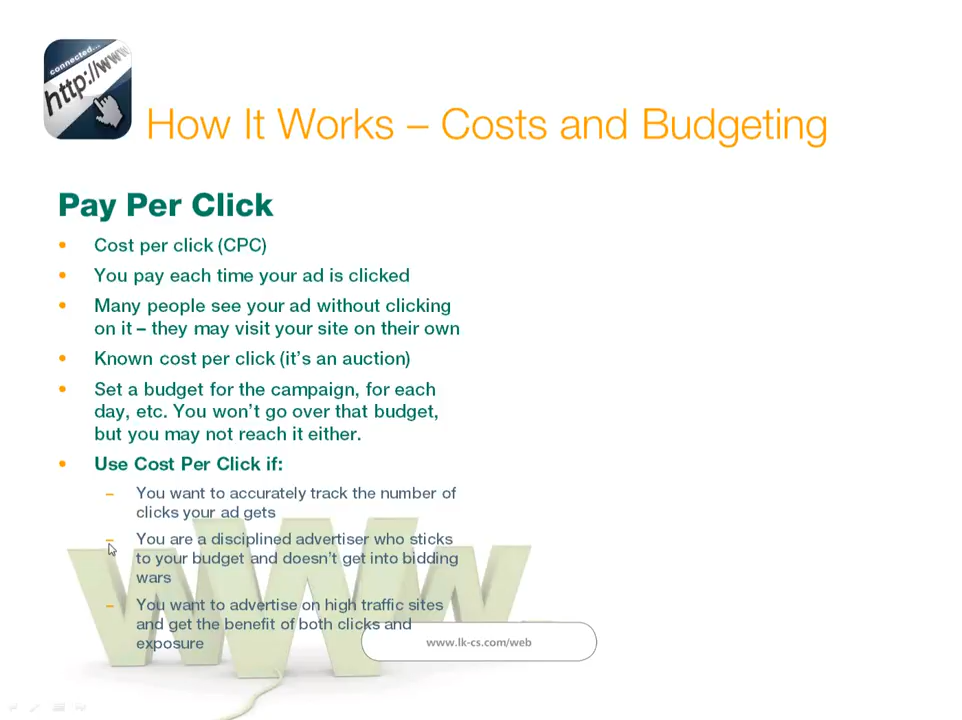 connected...
http://www
How It Works – Costs and Budgeting
Pay Per Click
• Cost per click (CPC)
• You pay each time your ad is clicked
• Many people see your ad without clicking
on it – they may visit your site on their own
• Known cost per click (it's an auction)
• Set a budget for the campaign, for each
day, etc. You won't go over that budget,
but you may not reach it either.
• Use Cost Per Click if:
– You want to accurately track the number of
clicks your ad gets
– You are a disciplined advertiser who sticks
to your budget and doesn't get into bidding
wars
– You want to advertise on high traffic sites
and get the benefit of both clicks and
exposure
www
www.lk-cs.com/web